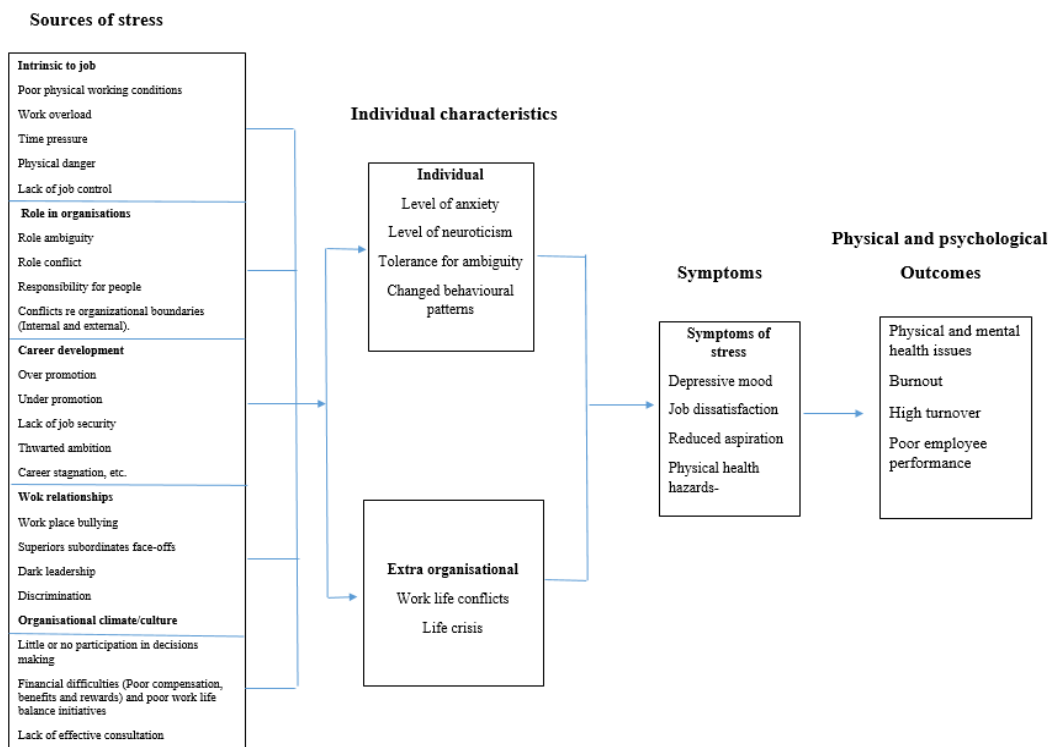 Sources of stress
Intrinsic to job
Poor physical working conditions
Work overload
Time pressure
Physical danger
Lack of job control
Role in organisations
Role ambiguity
Role conflict
Responsibility for people
Conflicts re organizational boundaries
(Internal and external).
Career development
Over promotion
Under promotion
Lack of job security
Thwarted ambition
Career stagnation, etc.
Wok relationships
Work place bullying
Superiors subordinates face-offs
Dark leadership
Discrimination
Organisational climate/culture
Little or no participation in decisions
making
Financial difficulties (Poor compensation,
benefits and rewards) and poor work life
balance initiatives
Lack of effective consultation
Individual characteristics
Individual
Level of anxiety
Level of neuroticism
Tolerance for ambiguity
Changed behavioural
patterns
Extra organisational
Work life conflicts
Life crisis
Symptoms
Symptoms of
stress
Depressive mood
Job dissatisfaction
Reduced aspiration
Physical health
hazards-
Physical and psychological
Outcomes
Physical and mental
health issues
Burnout
High turnover
Poor employee
performance